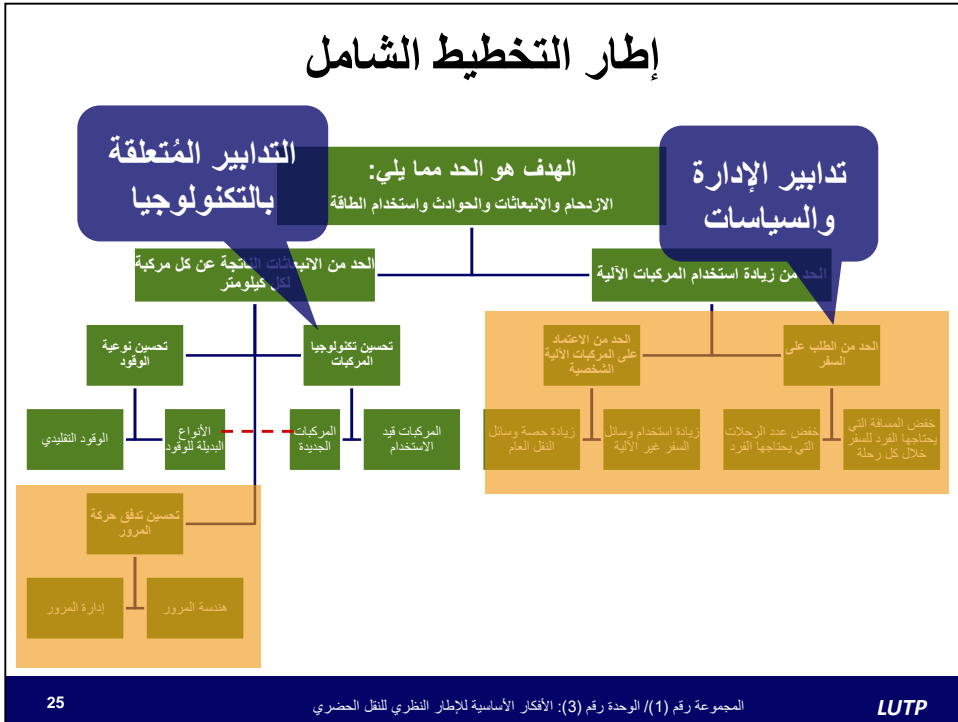 إطار التخطيط الشامل
تدابير الإدارة
والسياسات
التدابير المُتعلقة
بالتكنولوجيا
الهدف هو الحد مما يلي:
الازدحام والانبعاثات والحوادث واستخدام الطاقة
الحد من زيادة استخدام المركبات الآلية
الحد من الانبعاثات الناتجة عن كل مركبة
لكل كيلومتر
الحد من الطلب على
السفر
الحد من الاعتماد
على المركبات الآلية
الشخصية
تحسين تكنولوجيا
المركبات
تحسين نوعية
الوقود
خفض المسافة التي
يحتاجها الفرد للسفر
خلال كل رحلة
خفض عدد الرحلات
التي يحتاجها الفرد
زيادة استخدام وسائل
السفر غير الآلية
زيادة حصة وسائل
النقل العام
المركبات قيد
الاستخدام
المركبات
الجديدة
الأنواع
البديلة للوقود
الوقود التقليدي
تحسين تدفق حركة
المرور
هندسة المرور
إدارة المرور
25
المجموعة رقم (1)/ الوحدة رقم (3): الأفكار الأساسية للإطار النظري للنقل الحضري
LUTP